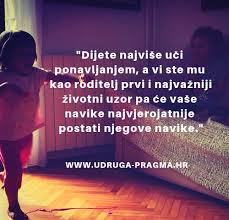 "Dijete najviše uči
ponavljanjem, a vi ste mu
kao roditelj prvi i najvažniji
životni uzor pa će vaše
navike najvjerojatnije
postati njegove navike."
WWW.UDRUGA-PRAGMA.HR